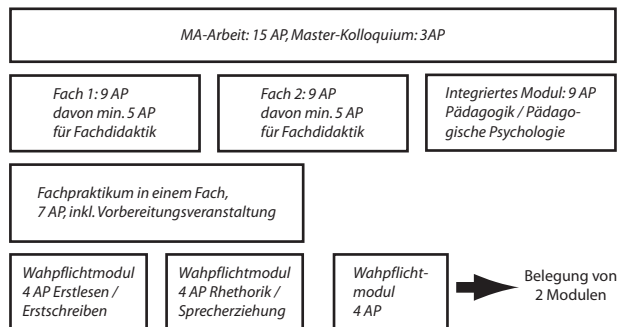 MA-Arbeit: 15 AP, Master-Kolloquium: 3AP
Fach 1: 9 AP
davon min. 5 AP
für Fachdidaktik
Fach 2: 9 AP
davon min. 5 AP
für Fachdidaktik
Integriertes Modul: 9 AP
Pädagogik / Pädago-
gische Psychologie
Fachpraktikum in einem Fach,
7 AP, inkl. Vorbereitungsveranstaltung
Wahpflichtmodul
4 AP Erstlesen /
Erstschreiben
Wahpflichtmodul
4 AP Rhethorik /
Sprecherziehung
Wahpflicht-
modul
4 AP
Belegung von
2 Modulen